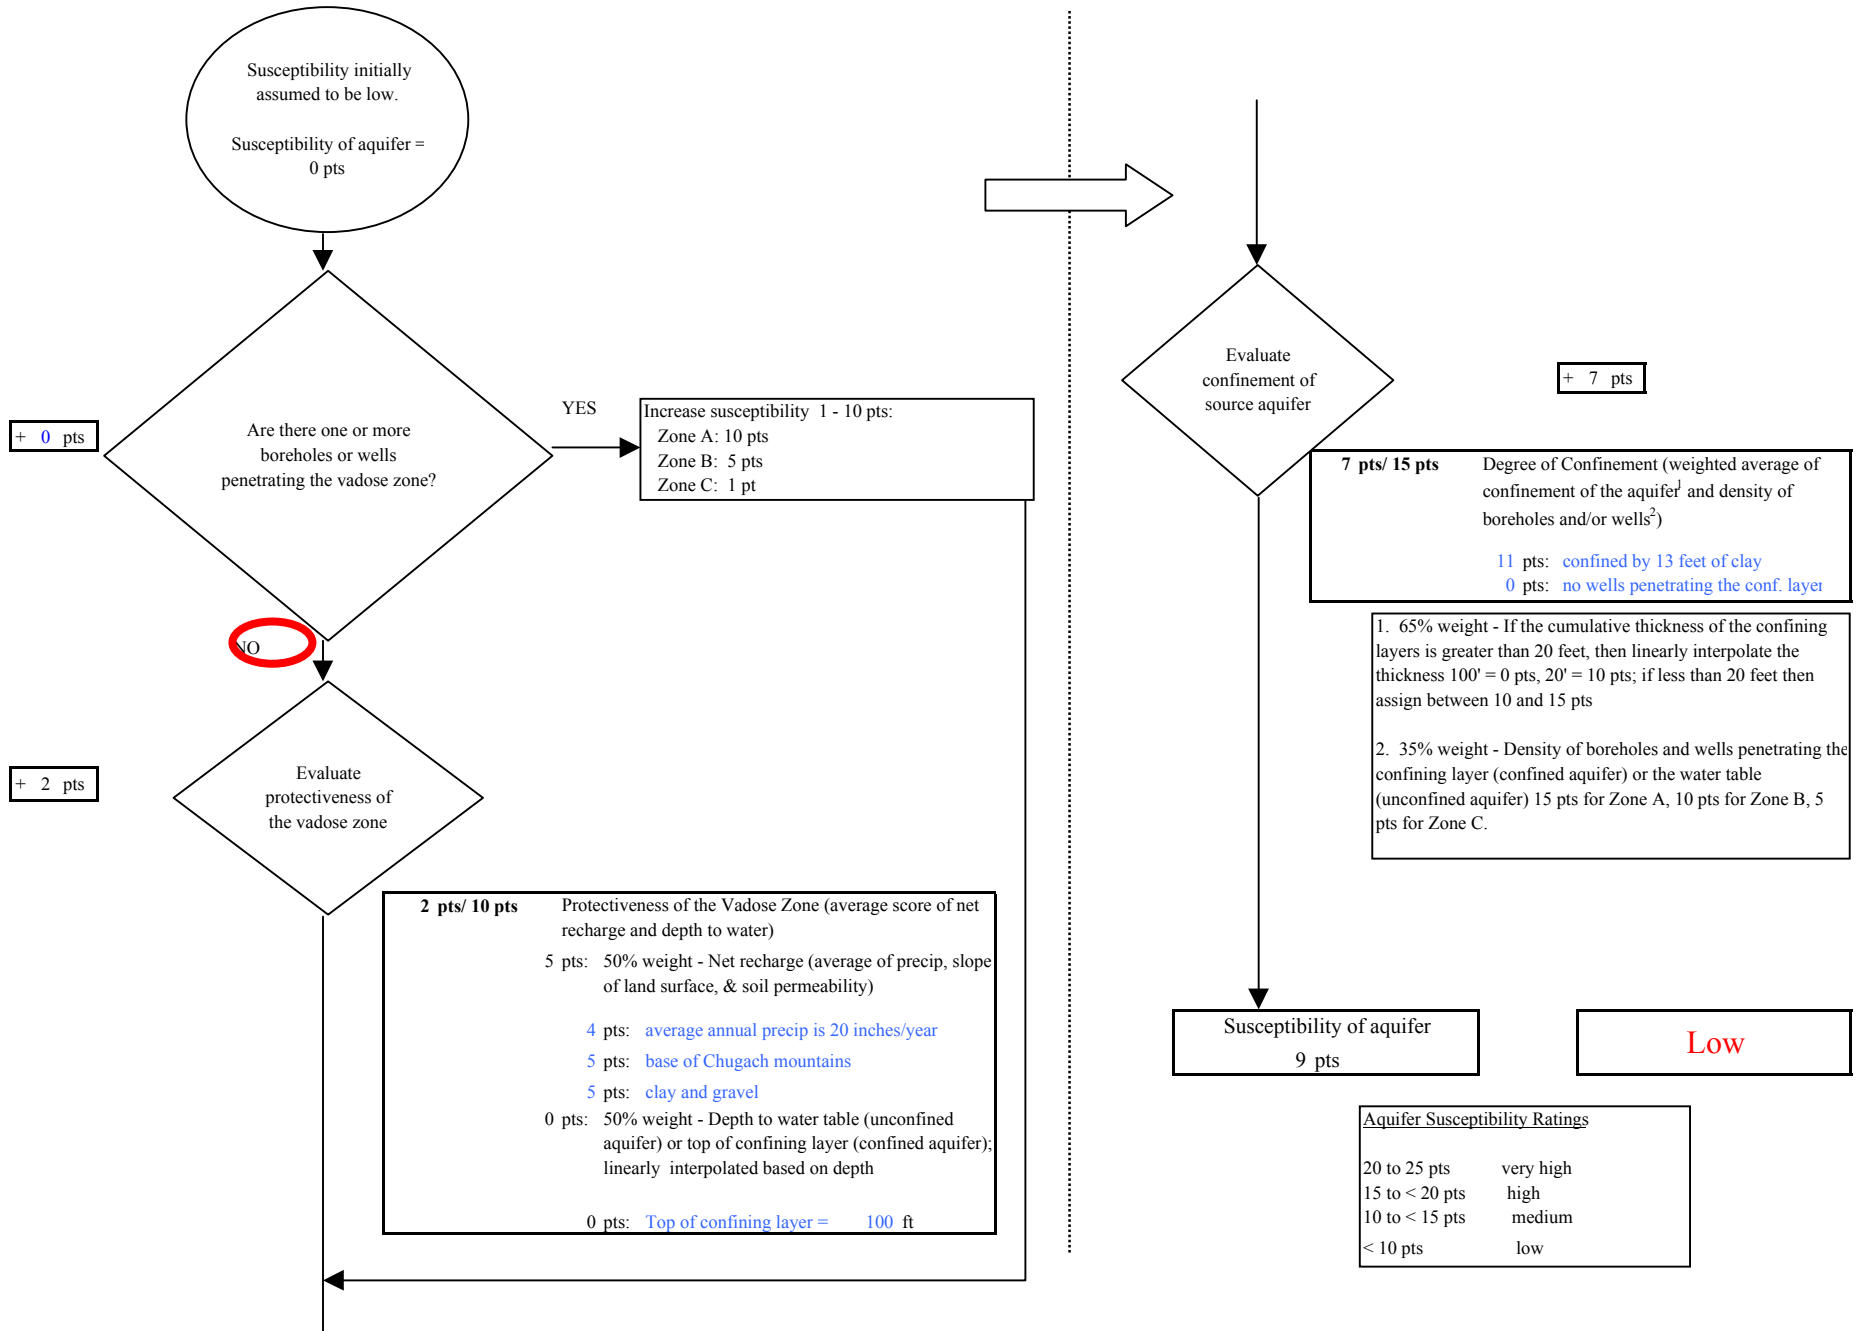 Susceptibility initially
assumed to be low.
Susceptibility of aquifer =
0 pts
+ 0 pts
Are there one or more
boreholes or wells
penetrating the vadose zone?
YES
Increase susceptibility 1 - 10 pts:
Zone A: 10 pts
Zone B: 5 pts
Zone C: 1 pt
NO
+ 2 pts
Evaluate
protectiveness of
the vadose zone
2 pts/ 10 pts Protectiveness of the Vadose Zone (average score of net
recharge and depth to water)
5 pts: 50% weight - Net recharge (average of precip, slope
of land surface, & soil permeability)
4 pts: average annual precip is 20 inches/year
5 pts: base of Chugach mountains
5 pts: clay and gravel
0 pts: 50% weight - Depth to water table (unconfined
aquifer) or top of confining layer (confined aquifer);
linearly interpolated based on depth
0 pts: Top of confining layer = 100 ft
Evaluate
confinement of
source aquifer
+ 7 pts
7 pts/ 15 pts Degree of Confinement (weighted average of
confinement of the aquifer1 and density of
boreholes and/or wells2)
11 pts: confined by 13 feet of clay
0 pts: no wells penetrating the conf. layer
1. 65% weight - If the cumulative thickness of the confining
layers is greater than 20 feet, then linearly interpolate the
thickness 100' = 0 pts, 20' = 10 pts; if less than 20 feet then
assign between 10 and 15 pts
2. 35% weight - Density of boreholes and wells penetrating the
confining layer (confined aquifer) or the water table
(unconfined aquifer) 15 pts for Zone A, 10 pts for Zone B, 5
pts for Zone C.
Susceptibility of aquifer
9 pts
Low
Aquifer Susceptibility Ratings
20 to 25 pts very high
15 to < 20 pts high
10 to < 15 pts medium
< 10 pts low